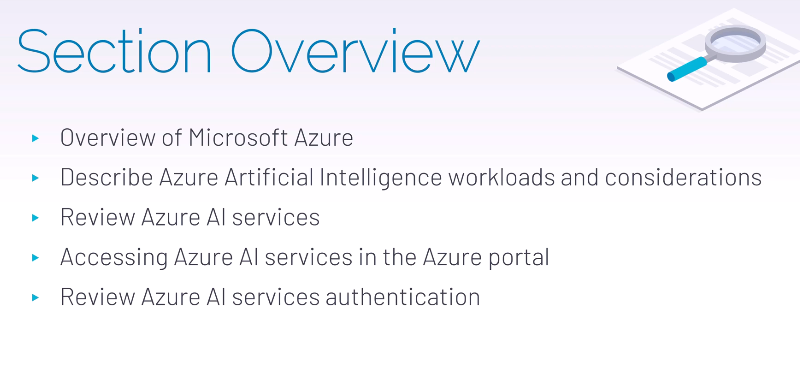 Section Overview
Overview of Microsoft Azure
Describe Azure Artificial Intelligence workloads and considerations
Review Azure AI services
Accessing Azure AI services in the Azure portal
Review Azure AI services authentication